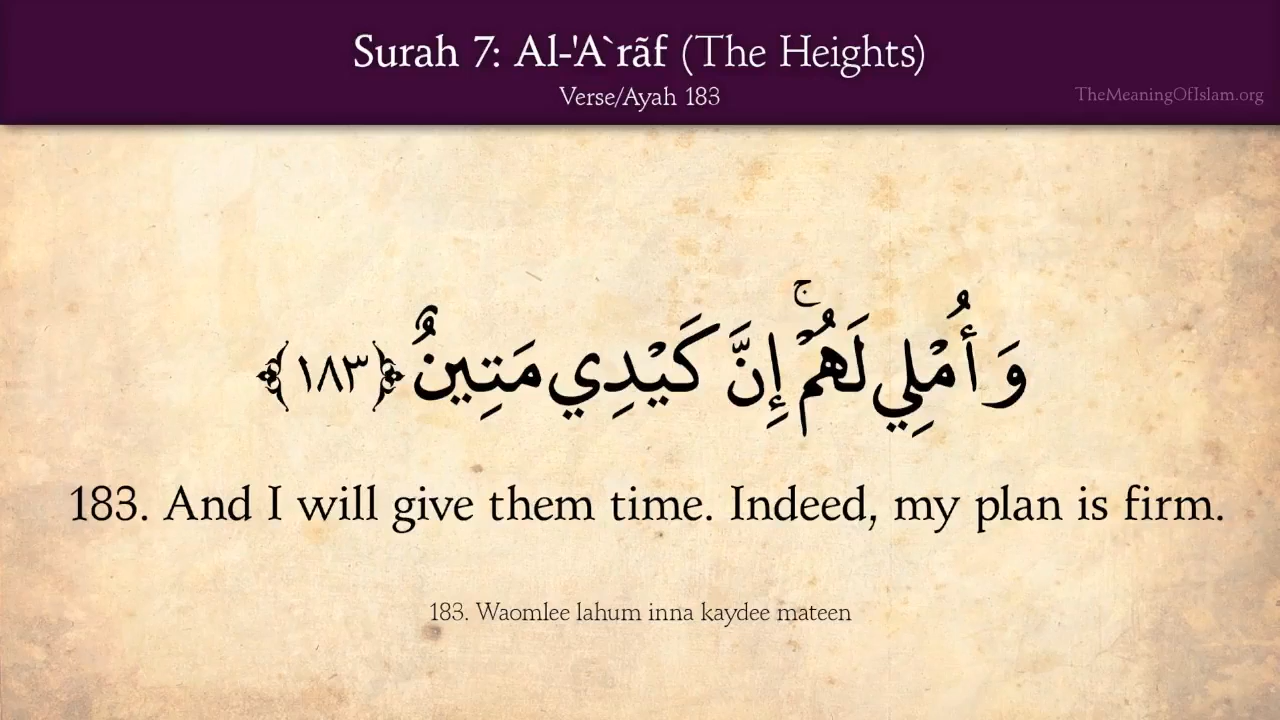 Surah 7: Al-'A`rãf (The Heights)
Verse/Ayah 183
TheMeaningOfIslam.org
وَأُمْلِي لَهُمْ ۚ إِنَّ كَيْدِي مَتِينٌ ﴿١٨٣﴾
183. And I will give them time. Indeed, my plan is firm.
183. Waomlee lahum inna kaydee mateen